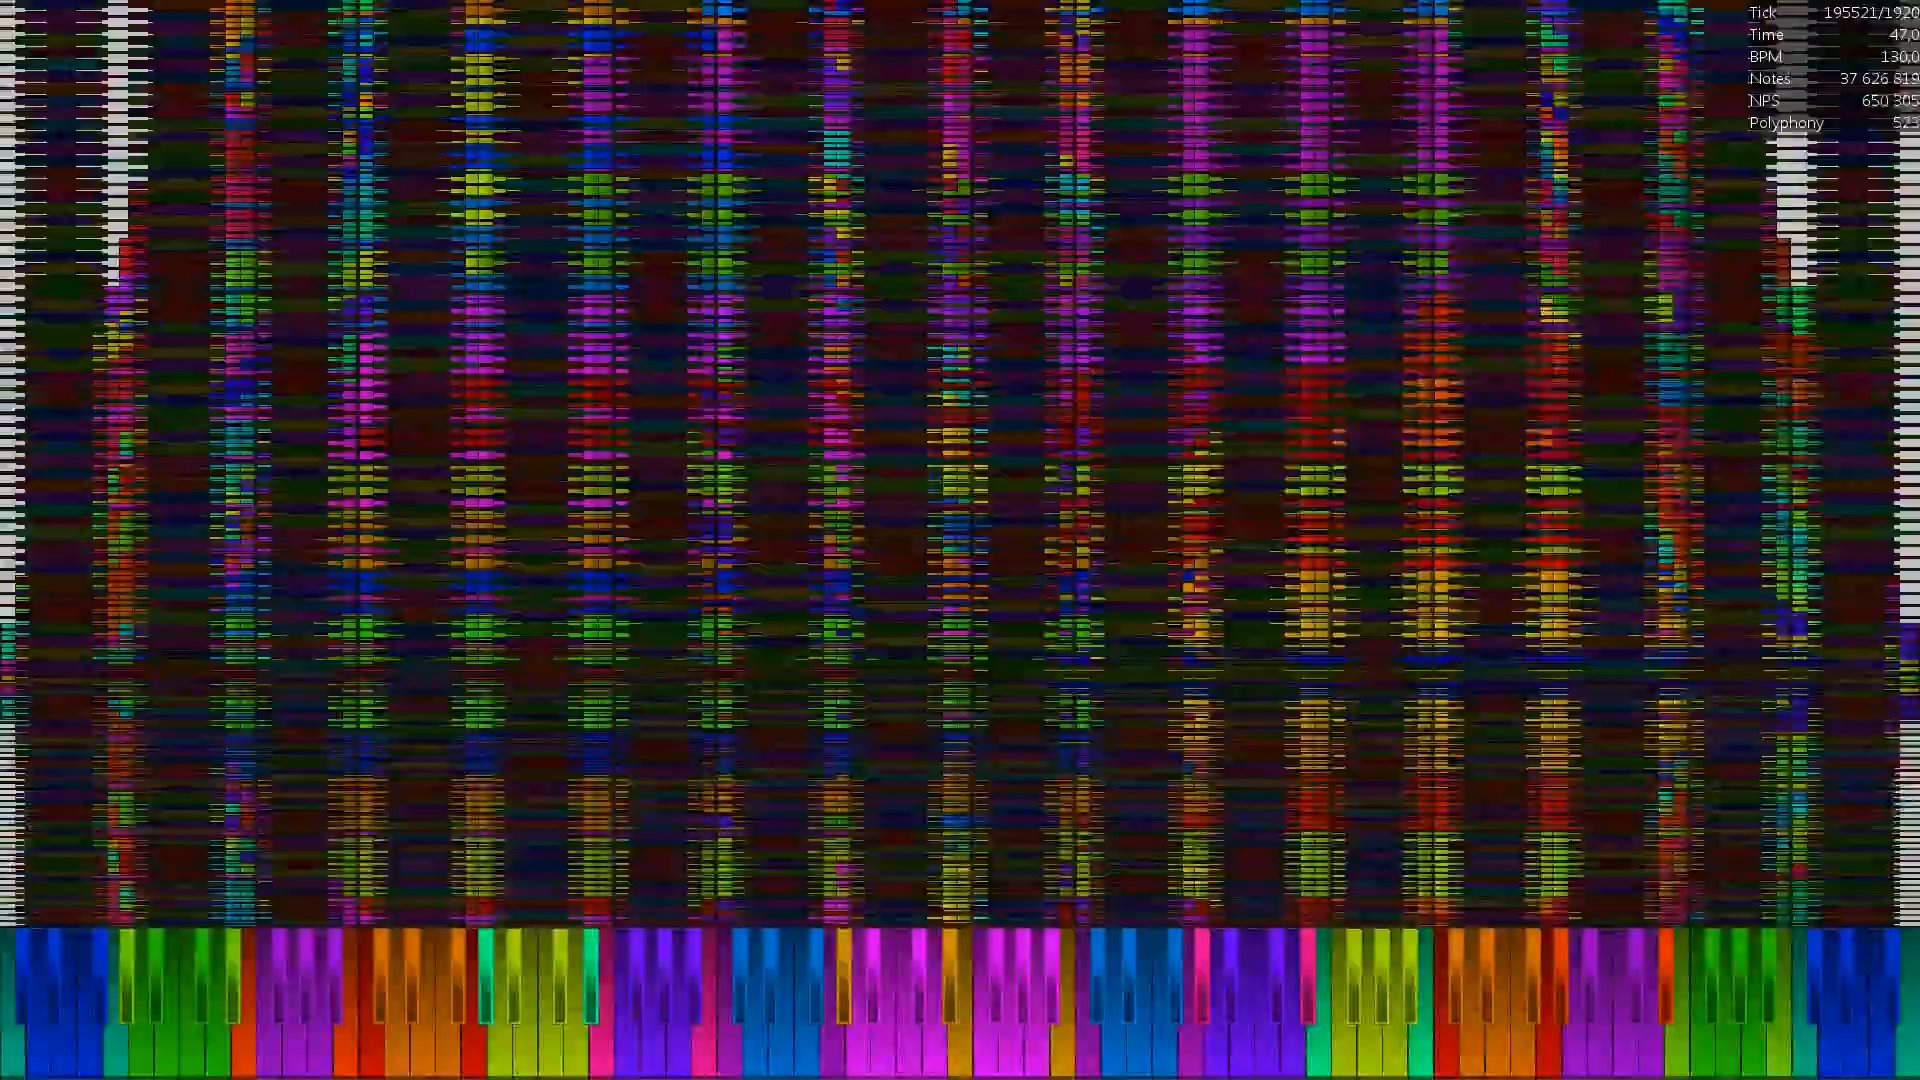 Tick 195521/1920
Time 47,0
BPM 130,0
Notes 37 626 819
NPS 650 305
Polyphony 523